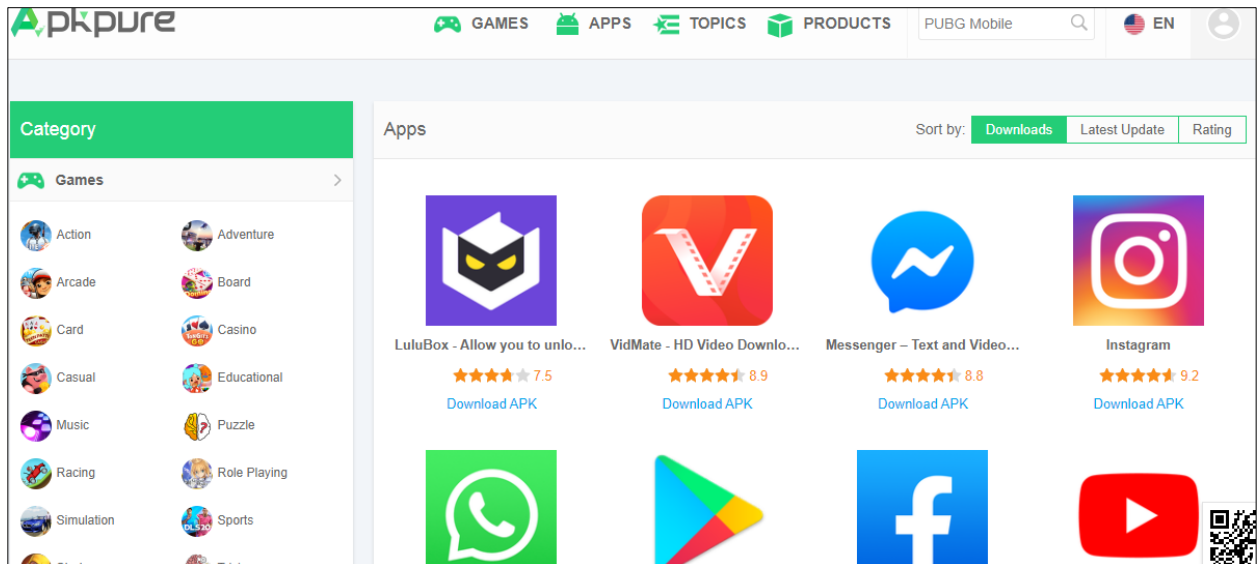 Apkpure
GAMES
APPS
TOPICS
PRODUCTS
PUBG Mobile
EN
Category
Games
Action
Adventure
Arcade
Board
Card
Casino
Casual
Educational
Music
Puzzle
Racing
Role Playing
Simulation
Sports
Apps
Sort by: Downloads Latest Update Rating
LuluBox - Allow you to unlo...
7.5
Download APK
VidMate - HD Video Downlo...
8.9
Download APK
Messenger – Text and Video...
8.8
Download APK
Instagram
9.2
Download APK